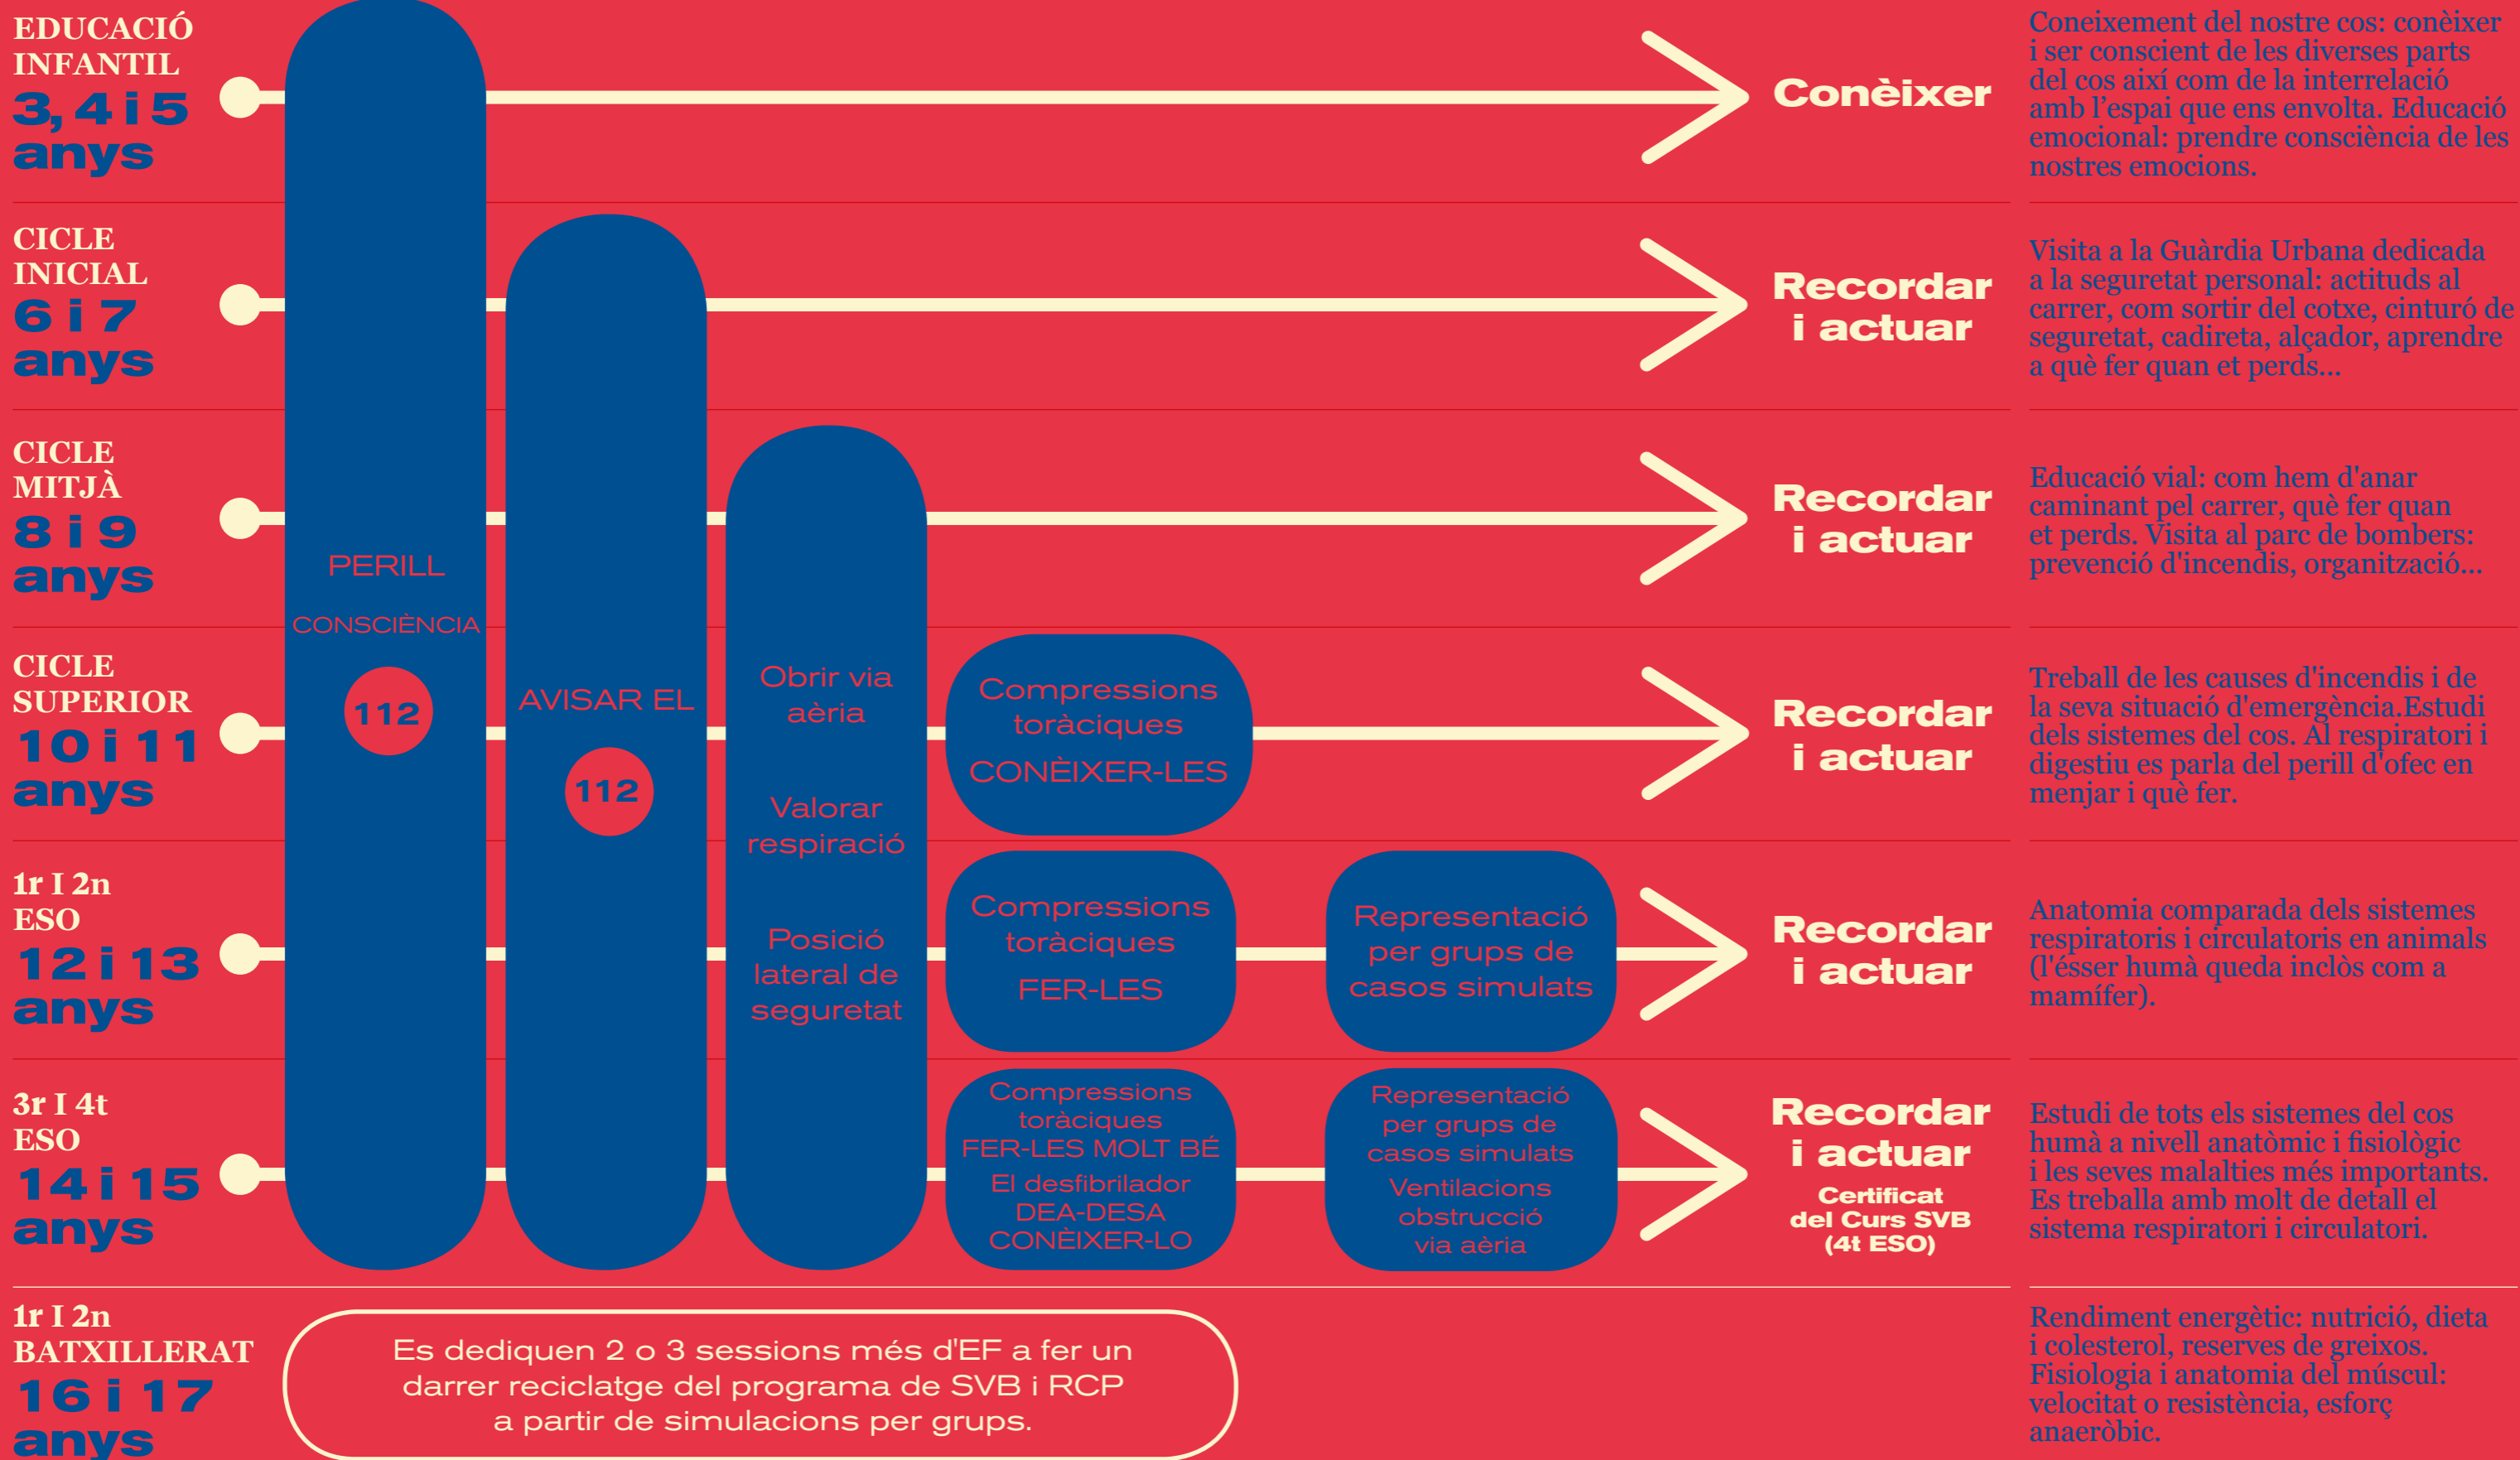 EDUCACIÓ
INFANTIL
3, 4 i 5
anys
Conèixer
Coneixement del nostre cos: conèixer
i ser conscient de les diverses parts
del cos així com de la interrelació
amb l’espai que ens envolta. Educació
emocional: prendre consciència de les
nostres emocions.
CICLE
INICIAL
6 i 7
anys
Recordar
i actuar
Visita a la Guàrdia Urbana dedicada
a la seguretat personal: actituds al
carrer, com sortir del cotxe, cinturó de
seguretat, cadireta, alçador, aprendre
a què fer quan et perds...
CICLE
MITJÀ
8 i 9
anys
Recordar
i actuar
Educació vial: com hem d'anar
caminant pel carrer, què fer quan
et perds. Visita al parc de bombers:
prevenció d'incendis, organització...
PERILL
CONSCIÈNCIA
112
AVISAR EL
112
Obrir via
aèria
Valorar
respiració
Posició
lateral de
seguretat
CICLE
SUPERIOR
10 i 11
anys
Compressions
toràciques
CONÈIXER-LES
Recordar
i actuar
Treball de les causes d'incendis i de
la seva situació d'emergència.Estudi
dels sistemes del cos. Al respiratori i
digestiu es parla del perill d'ofec en
menjar i què fer.
1r I 2n
ESO
12 i 13
anys
Compressions
toràciques
FER-LES
Representació
per grups de
casos simulats
Recordar
i actuar
Anatomia comparada dels sistemes
respiratoris i circulatoris en animals
(l'ésser humà queda inclòs com a
mamífer).
3r I 4t
ESO
14 i 15
anys
Compressions
toràciques
FER-LES MOLT BÉ
El desfibrilador
DEA-DESA
CONÈIXER-LO
Representació
per grups de
casos simulats
Ventilacions
obstrucció
via aèria
Recordar
i actuar
Certificat
del Curs SVB
(4t ESO)
Estudi de tots els sistemes del cos
humà a nivell anatòmic i fisiològic
i les seves malalties més importants.
Es treballa amb molt de detall el
sistema respiratori i circulatori.
1r I 2n
BATXILLERAT
16 i 17
anys
Es dediquen 2 o 3 sessions més d'EF a fer un
darrer reciclatge del programa de SVB i RCP
a partir de simulacions per grups.
Rendiment energètic: nutrició, dieta
i colesterol, reserves de greixos.
Fisiologia i anatomia del múscul:
velocitat o resistència, esforç
anaeròbic.